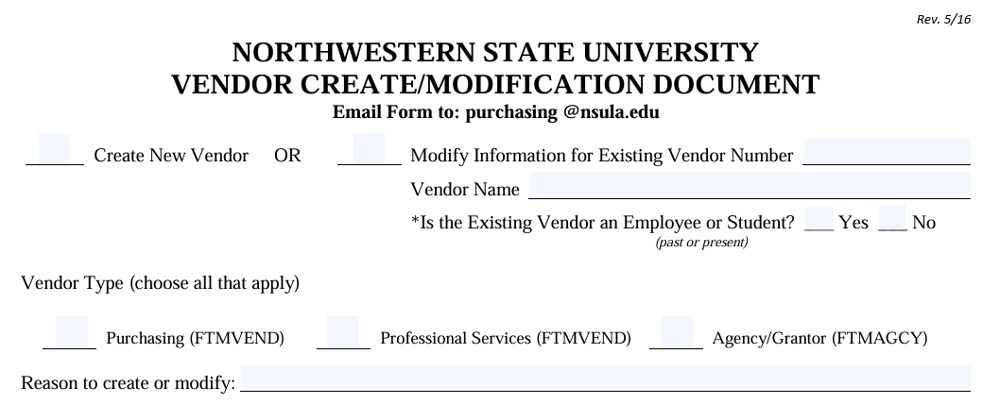 Rev. 5/16
NORTHWESTERN STATE UNIVERSITY
VENDOR CREATE/MODIFICATION DOCUMENT
Email Form to: purchasing @nsula.edu
Create New Vendor OR Modify Information for Existing Vendor Number
Vendor Name
*Is the Existing Vendor an Employee or Student? ___ Yes ___ No
(past or present)
Vendor Type (choose all that apply)
Purchasing (FTMVEND) Professional Services (FTMVEND) Agency/Grantor (FTMAGCY)
Reason to create or modify: